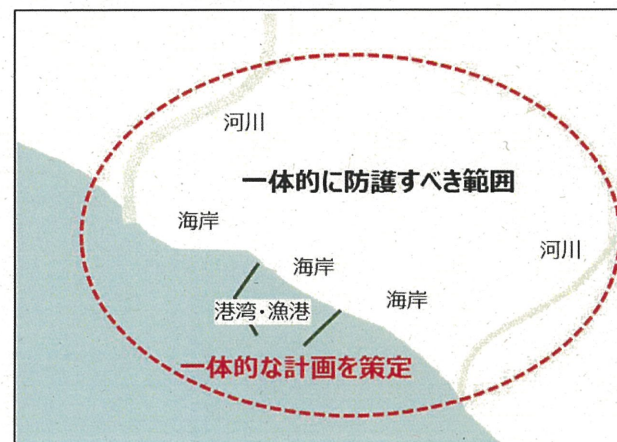 河川
一体的に防護すべき範囲
海岸
河川
海岸
海岸
港湾・漁港
一体的な計画を策定